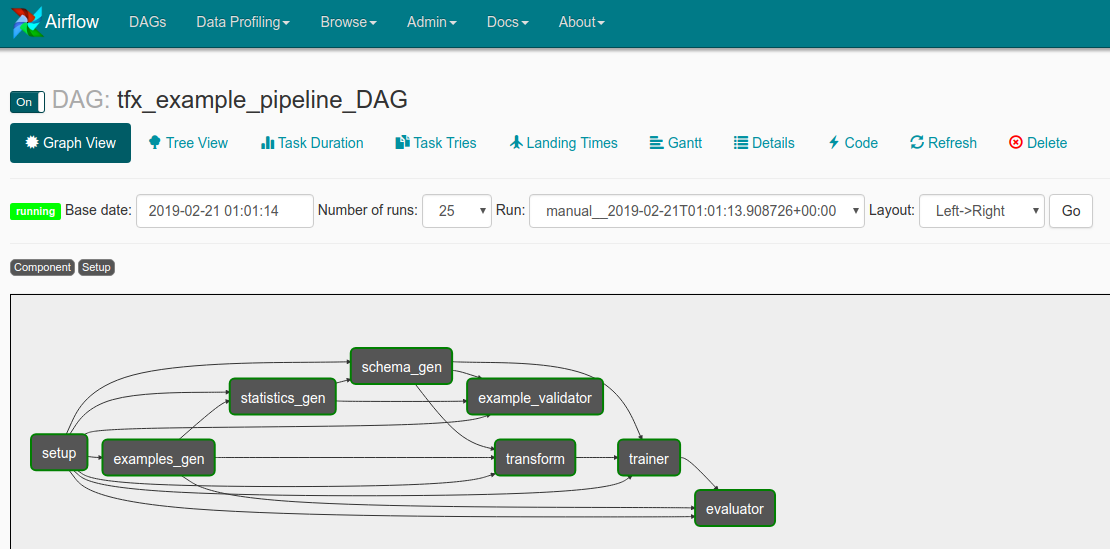 Airflow DAGs Data Profiling Browse Admin Docs About
On DAG: tfx_example_pipeline_DAG
Graph View Tree View Task Duration Task Tries Landing Times Gantt Details Code Refresh Delete
running Base date: 2019-02-21 01:01:14 Number of runs: 25 Run: manual__2019-02-21T01:01:13.908726+00:00 Layout: Left->Right Go
Component Setup
schema_gen
statistics_gen example_validator
setup examples_gen transform trainer
evaluator